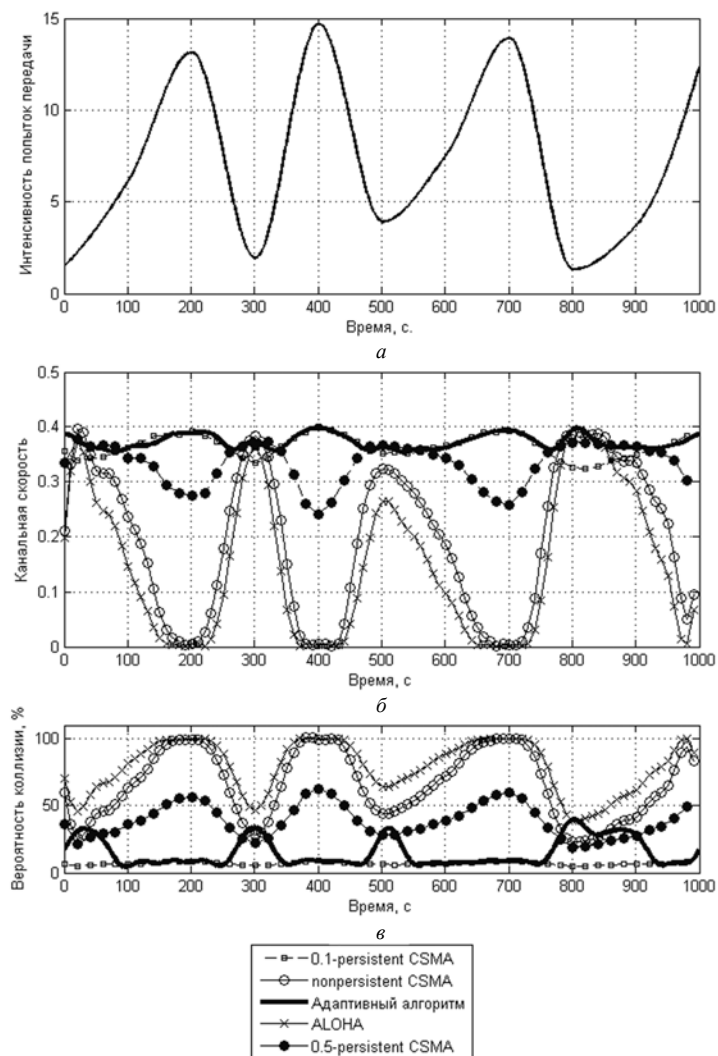 15
10
5
0
Интенсивность попыток передачи
0 100 200 300 400 500 600 700 800 900 1000
Время, с.
а
0.5
0.4
0.3
0.2
0.1
0
Канальная скорость
0 100 200 300 400 500 600 700 800 900 1000
Время, с
б
100
50
0
Вероятность коллизии, %
0 100 200 300 400 500 600 700 800 900 1000
Время, с
в
0.1-persistent CSMA
nonpersistent CSMA
Адаптивный алгоритм
ALOHA
0.5-persistent CSMA